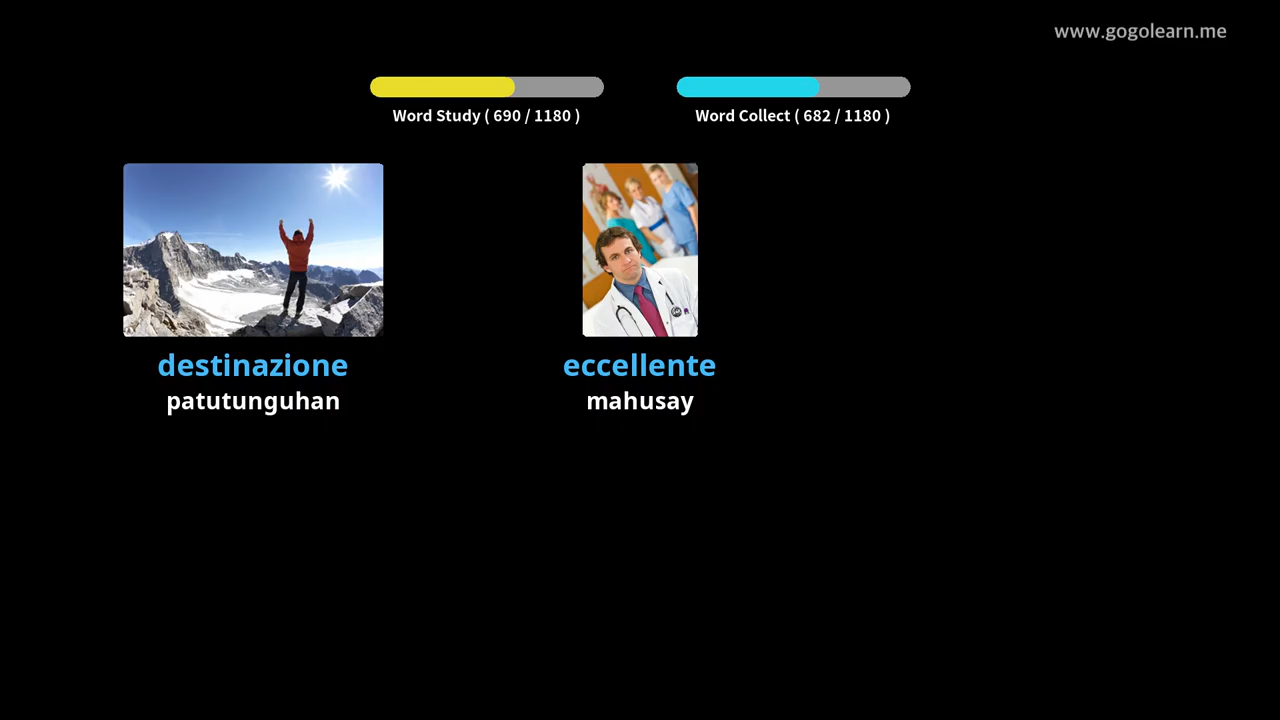 www.gogolearn.me
Word Study ( 690 / 1180 )
Word Collect ( 682 / 1180 )
destinazione
patutunguhan
eccellente
mahusay